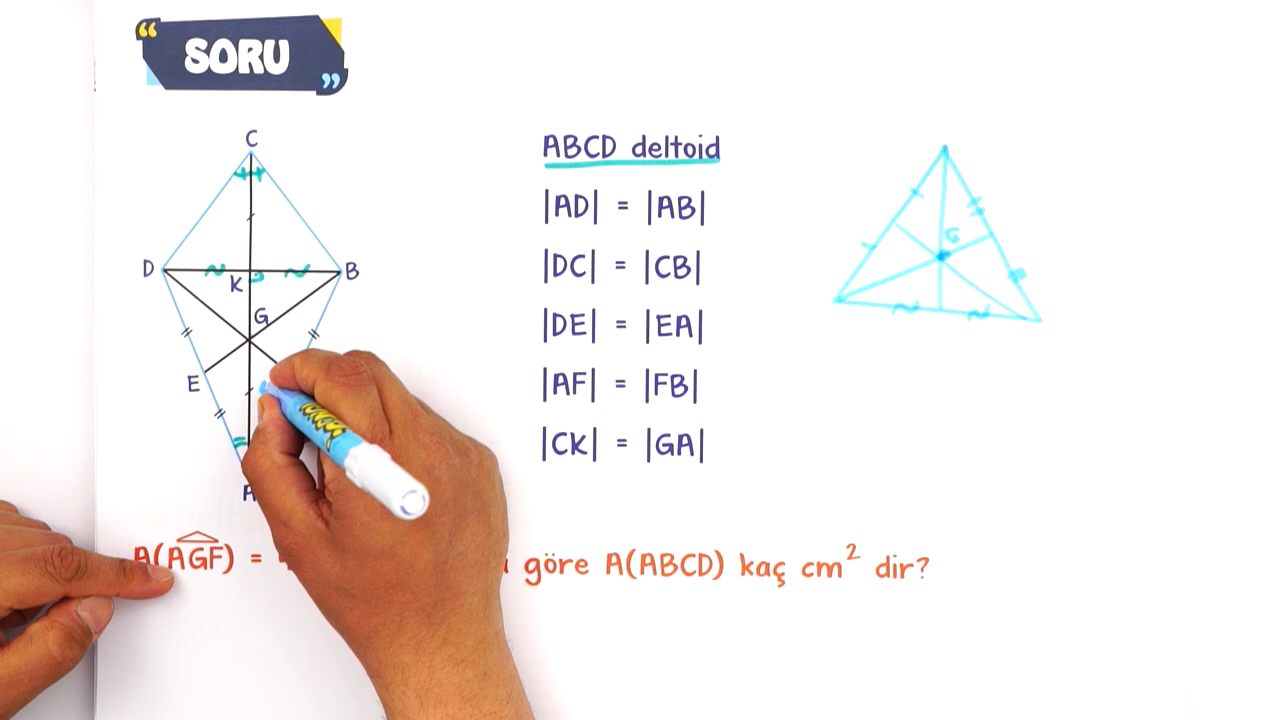 “ SORU ”
C
D
B
K
G
E
ABCD deltoid
|AD| = |AB|
|DC| = |CB|
|DE| = |EA|
|AF| = |FB|
|CK| = |GA|
G
A(AGF) =
göre A(ABCD) kaç cm² dir?